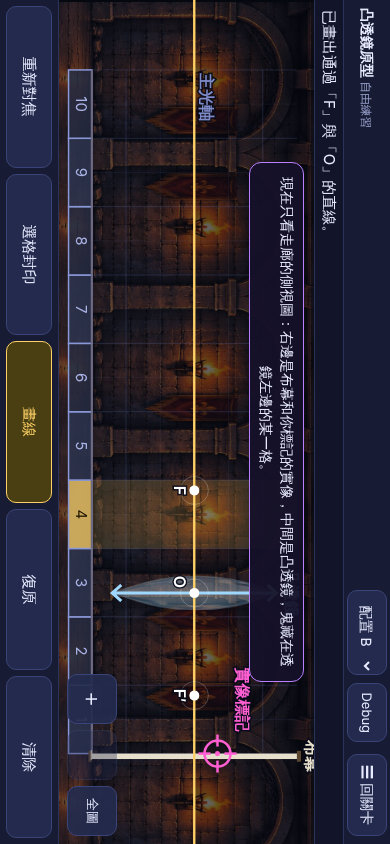 凸透鏡原型 自由練習
配置 B
Debug
回關卡
已畫出通過「F」與「O」的直線。
布幕
現在只看走廊的側視圖：右邊是布幕和你標記的實像，中間是凸透鏡，鬼藏在透
鏡左邊的某一格。
實像標記
主光軸
F
O
F'
10 9 8 7 6 5 4 3 2
+
全圖
重新對焦
選格封印
畫線
復原
清除